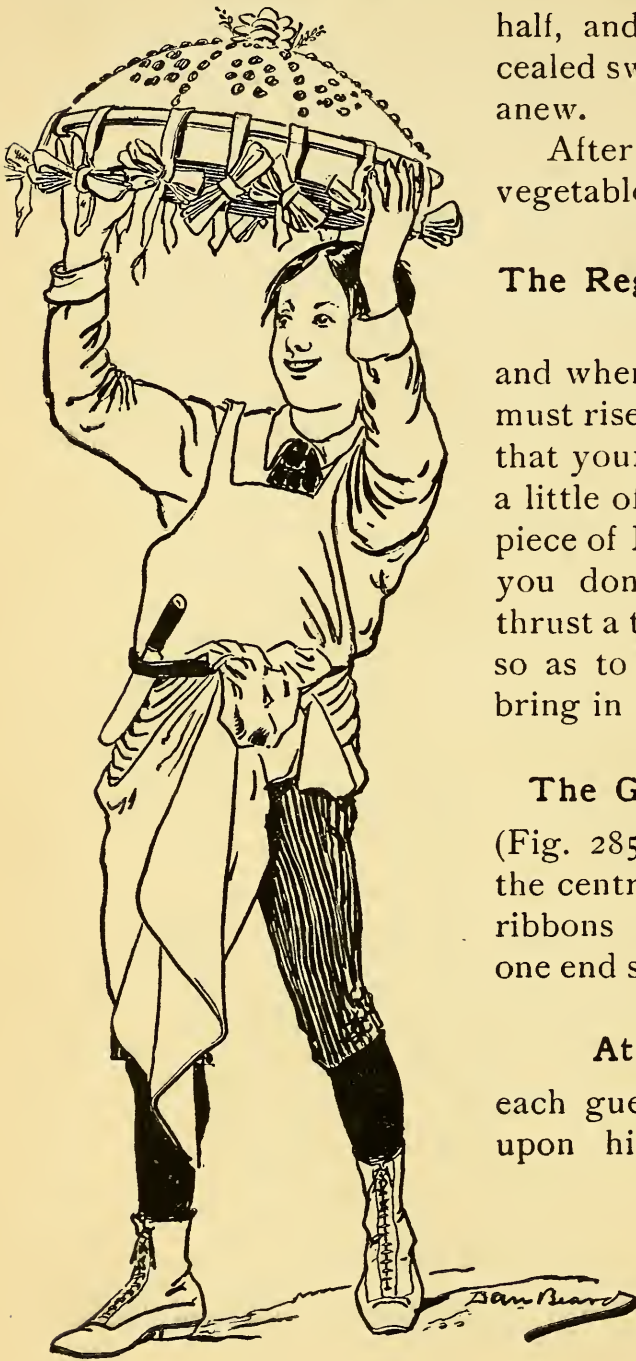 half, and
cealed sw
anew.
After
vegetable
The Reg
and when
must rise
that your
a little of
piece of
you don
thrust a t
so as to
bring in
The G
(Fig. 285
the centr
ribbons
one end s
At
each gue
upon hi
Dan Beard